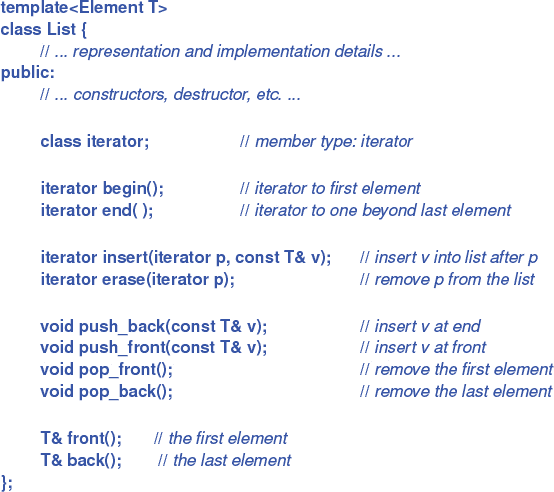 template<Element T>
class List {
// ... representation and implementation details ...
public:
// ... constructors, destructor, etc. ...
class iterator; // member type: iterator
iterator begin(); // iterator to first element
iterator end( ); // iterator to one beyond last element
iterator insert(iterator p, const T& v); // insert v into list after p
iterator erase(iterator p); // remove p from the list
void push_back(const T& v); // insert v at end
void push_front(const T& v); // insert v at front
void pop_front(); // remove the first element
void pop_back(); // remove the last element
T& front(); // the first element
T& back(); // the last element
};